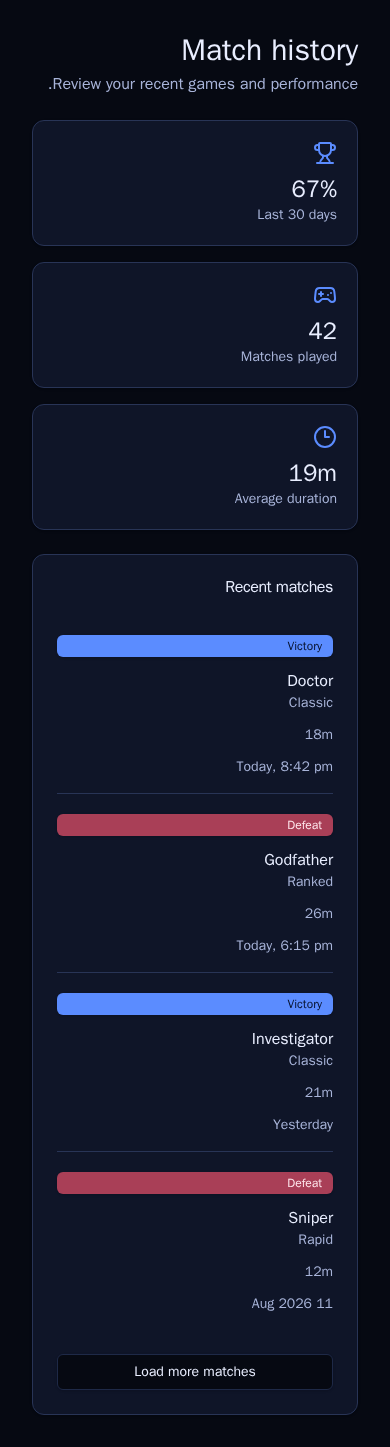 Match history
.Review your recent games and performance
67%
Last 30 days
42
Matches played
19m
Average duration
Recent matches
Victory
Doctor
Classic
18m
Today, 8:42 pm
Defeat
Godfather
Ranked
26m
Today, 6:15 pm
Victory
Investigator
Classic
21m
Yesterday
Defeat
Sniper
Rapid
12m
Aug 2026 11
Load more matches